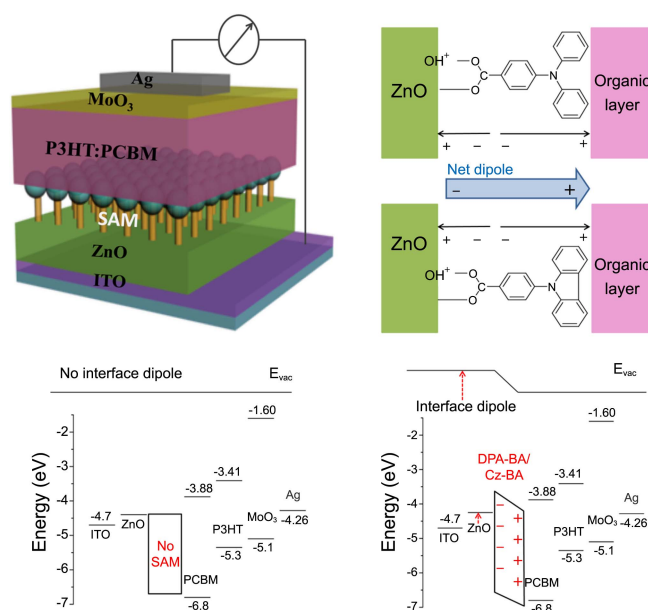 Ag
MoO3
P3HT:PCBM
SAM
ZnO
ITO
ZnO
OH+
O
C
O
N
Organic
layer
+ − − +
Net dipole
− +
ZnO
+ − − +
OH+
O
C
O
N
Organic
layer
No interface dipole
Evac
Energy (eV)
-2
-3
-4
-5
-6
-7
-1.60
-3.41
-3.88
-4.7
ITO
ZnO
No
SAM
P3HT
-5.3
MoO3
-5.1
Ag
-4.26
PCBM
-6.8
Evac
Interface dipole
DPA-BA/
Cz-BA
Energy (eV)
-2
-3
-4
-5
-6
-7
-1.60
-3.41
-3.88
-4.7
ITO
ZnO
− +
− +
− +
− +
P3HT
-5.3
MoO3
-5.1
Ag
-4.26
PCBM
-6.8